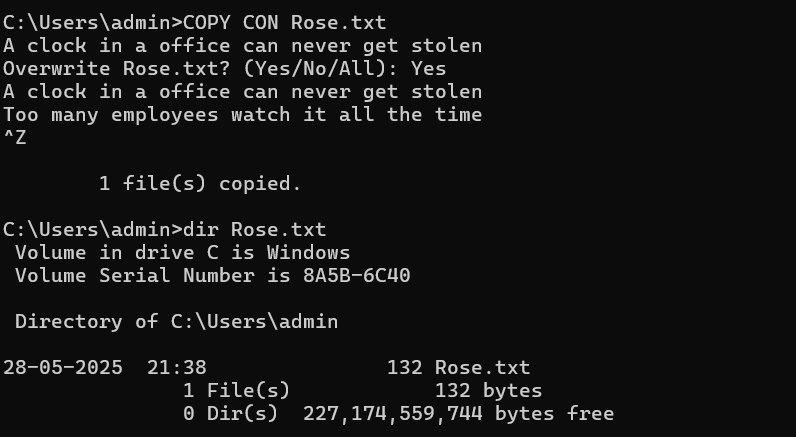 C:\Users\admin>COPY CON Rose.txt
A clock in a office can never get stolen
Overwrite Rose.txt? (Yes/No/All): Yes
A clock in a office can never get stolen
Too many employees watch it all the time
^Z
1 file(s) copied.
C:\Users\admin>dir Rose.txt
Volume in drive C is Windows
Volume Serial Number is 8A5B-6C40
Directory of C:\Users\admin
28-05-2025  21:38               132 Rose.txt
1 File(s)            132 bytes
0 Dir(s)  227,174,559,744 bytes free